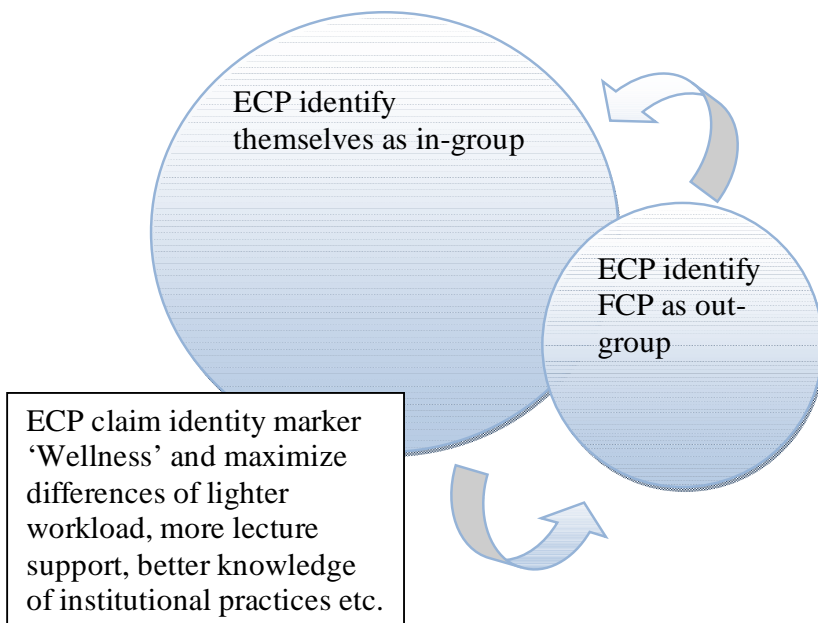 ECP identify
themselves as in-group
ECP identify
FCP as out-
group
ECP claim identity marker
‘Wellness’ and maximize
differences of lighter
workload, more lecture
support, better knowledge
of institutional practices etc.